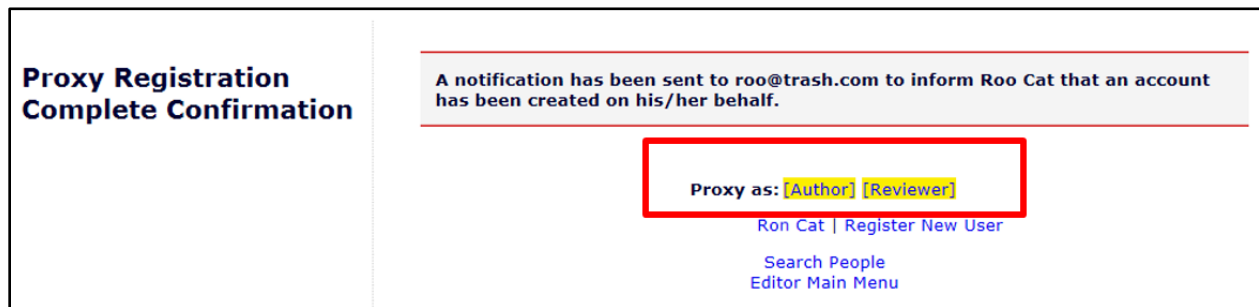 Proxy Registration
Complete Confirmation
A notification has been sent to roo@trash.com to inform Roo Cat that an account
has been created on his/her behalf.
Proxy as: [Author] [Reviewer]
Ron Cat | Register New User
Search People
Editor Main Menu